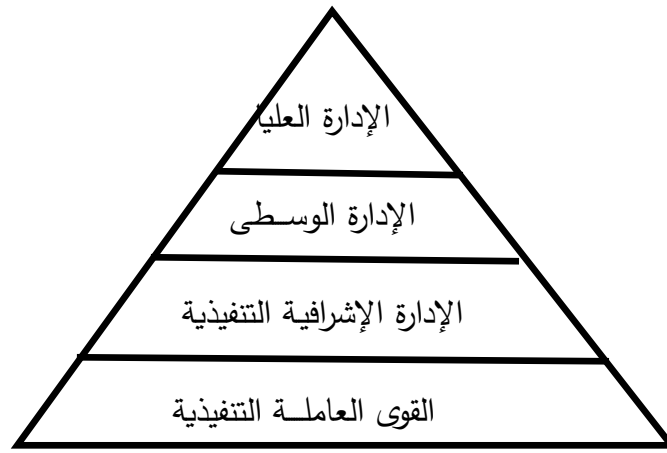 الإدارة العليا
الإدارة الوسطى
الإدارة الإشرافية التنفيذية
القوى العاملة التنفيذية